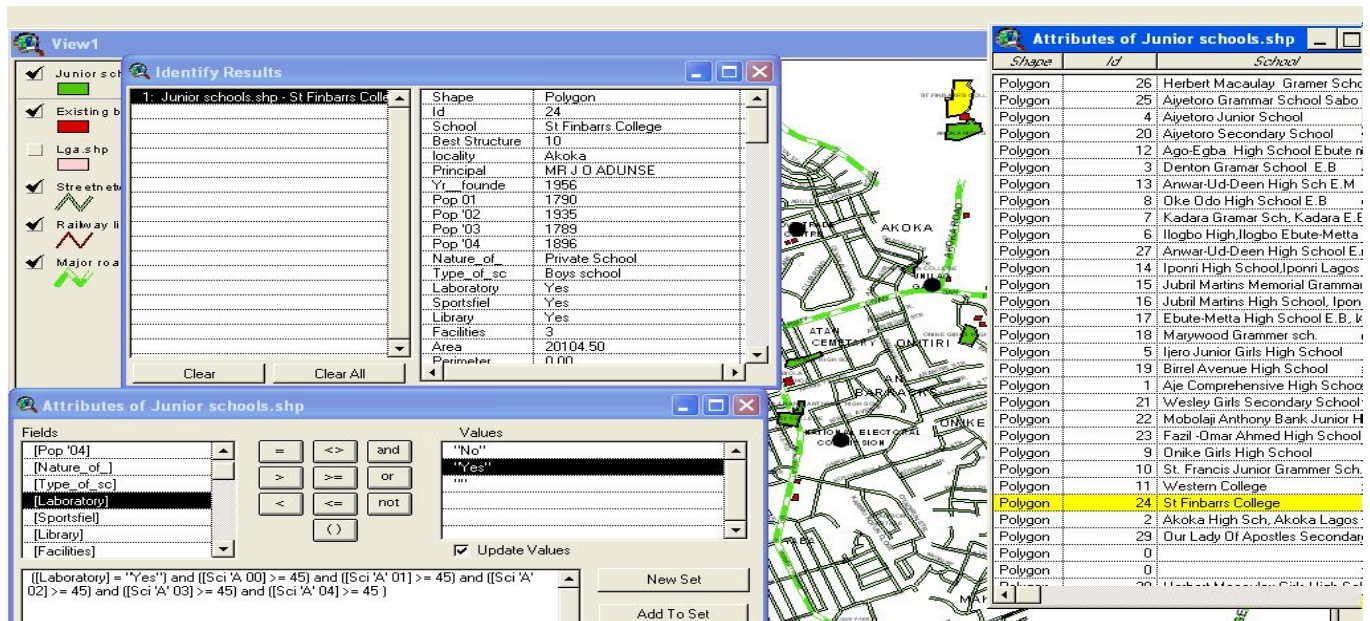 View1
Junior sch
Existing b
Lga.shp
Streetnet
Railway li
Major roa
Identify Results
1: Junior schools.shp - St Finbarrs Colle
Shape Polygon
Id 24
School St Finbarrs College
Best Structure 10
locality Akoka
Principal MR J O ADUNSE
Yr__founde 1956
Pop 01 1790
Pop '02 1935
Pop '03 1789
Pop '04 1896
Nature_of_ Private School
Type_of_sc Boys school
Laboratory Yes
Sportsfiel Yes
Library Yes
Facilities 3
Area 20104.50
Perimeter 0.00
Clear Clear All
Attributes of Junior schools.shp
Fields Values
[Pop '04]
[Nature_of_]
[Type_of_sc]
[Laboratory]
[Sportsfiel]
[Library]
[Facilities]
= <> and
> >= or
< <= not
( )
"No"
"Yes"
""
Update Values
([Laboratory] = "Yes") and ([Sci 'A 00] >= 45) and ([Sci 'A' 01] >= 45) and ([Sci 'A'
02] >= 45) and ([Sci 'A' 03] >= 45) and ([Sci 'A' 04] >= 45 )
New Set
Add To Set
AKOKA
AKOKA ROAD
UNILAG
ATAN
CEMETARY
ONITIRI
BARRACKS
ONIKE
NATIONAL ELECTORAL
Attributes of Junior schools.shp
Shape Id School
Polygon 26 Herbert Macaulay Gramer Scho
Polygon 25 Aiyetoro Grammar School Sabo
Polygon 4 Aiyetoro Junior School
Polygon 20 Aiyetoro Secondary School
Polygon 12 Ago-Egba High School Ebute
Polygon 3 Denton Gramar School E.B
Polygon 13 Anwar-Ud-Deen High Sch E.M
Polygon 8 Oke Odo High School E.B
Polygon 7 Kadara Gramar Sch, Kadara E.B
Polygon 6 Ilogbo High,Ilogbo Ebute-Metta
Polygon 27 Anwar-Ud-Deen High School E.
Polygon 14 Iponri High School,Iponri Lagos
Polygon 15 Jubril Martins Memorial Grammar
Polygon 16 Jubril Martins High School, Ipon
Polygon 17 Ebute-Metta High School E.B,
Polygon 18 Marywood Grammer sch.
Polygon 5 Ijero Junior Girls High School
Polygon 19 Birrel Avenue High School
Polygon 1 Aje Comprehensive High Schoo
Polygon 21 Wesley Girls Secondary School
Polygon 22 Mobolaji Anthony Bank Junior H
Polygon 23 Fazil -Omar Ahmed High School
Polygon 9 Onike Girls High School
Polygon 10 St. Francis Junior Grammer Sch.
Polygon 11 Western College
Polygon 24 St Finbarrs College
Polygon 2 Akoka High Sch, Akoka Lagos
Polygon 29 Our Lady Of Apostles Secondar
Polygon 0
Polygon 0